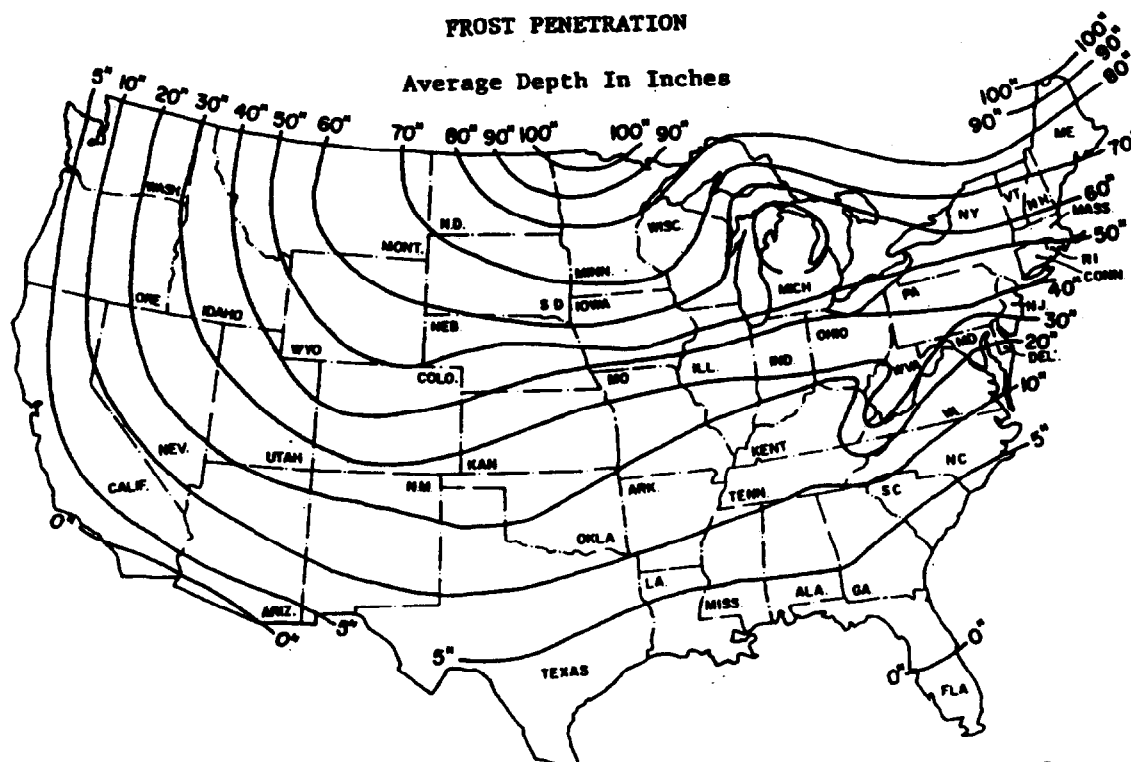 FROST PENETRATION
Average Depth In Inches
5" 10" 20" 30" 40" 50" 60" 70" 80" 90" 100" 100" 90"
100" 100"
90"
80"
90"
ME
70"
WASH.
N.D.
WISC.
NY VT N.H. 60"
MASS
MONT.
50"
MINN.
RI
CONN
MICH
PA
40"
ORE IDAHO S D IOWA
N.J.
NEB. OHIO
30"
MD
20"
WYO
DEL.
COLO. MO ILL. IND WVA
10"
VI.
5"
NEV. UTAH KAN KENT NC
CALIF. N.M. ARK. TENN. SC
0"
OKLA
LA.
ARIZ. MISS. ALA. GA
0" 5"
5" TEXAS 0" 0"
FLA